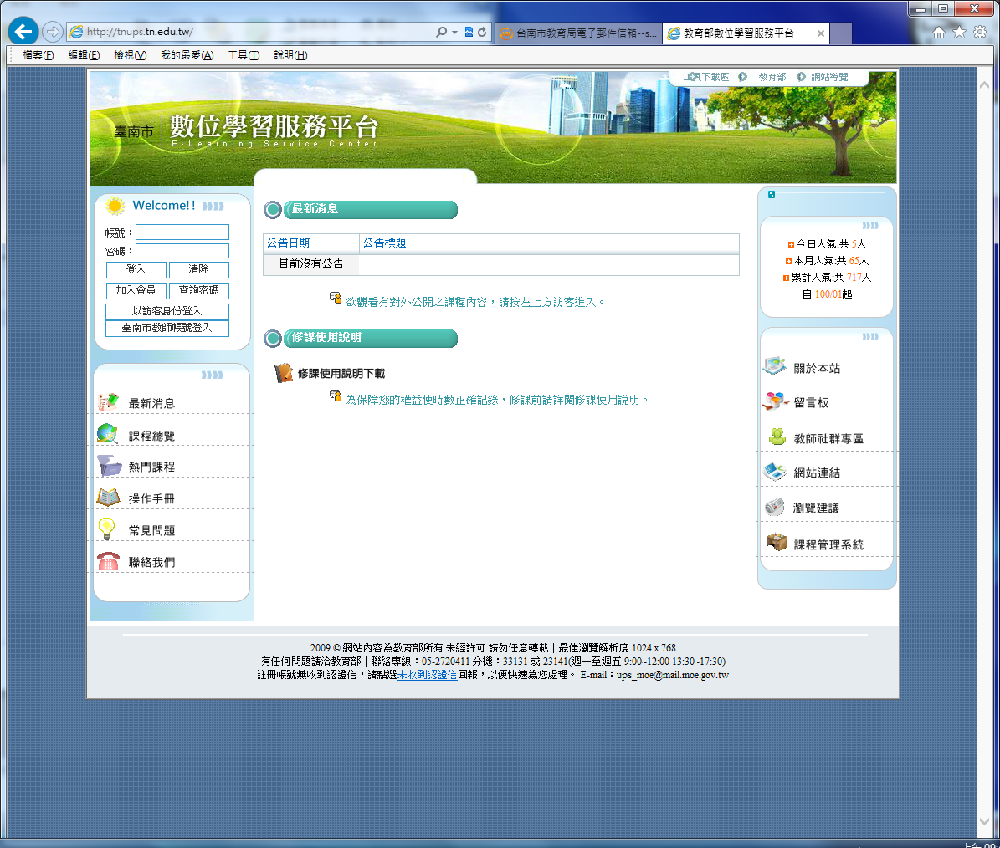 http://tnups.tn.edu.tw/
台南市教育局電子郵件信箱--s...
教育部數位學習服務平台
檔案(F) 編輯(E) 檢視(V) 我的最愛(A) 工具(T) 說明(H)
工具下載區 教育部 網站導覽
臺南市 數位學習服務平台
E-Learning Service Center
Welcome!!
帳號：
密碼：
登入 清除
加入會員 查詢密碼
以訪客身份登入
臺南市教師帳號登入
最新消息
課程總覽
熱門課程
操作手冊
常見問題
聯絡我們
最新消息
公告日期 公告標題
目前沒有公告
欲觀看有對外公開之課程內容，請按左上方訪客進入。
修課使用說明
修課使用說明下載
為保障您的權益使時數正確記錄，修課前請詳閱修課使用說明。
今日人氣:共 5人
本月人氣:共 65人
累計人氣:共 717人
自 100/01起
關於本站
留言板
教師社群專區
網站連結
瀏覽建議
課程管理系統
2009 © 網站內容為教育部所有 未經許可 請勿任意轉載 | 最佳瀏覽解析度 1024 x 768
有任何問題請洽教育部 | 聯絡專線：05-2720411 分機：33131 或 23141(週一至週五 9:00~12:00 13:30~17:30)
註冊帳號無收到認證信，請點選未收到認證信回報，以便快速為您處理。 E-mail：ups_moe@mail.moe.gov.tw